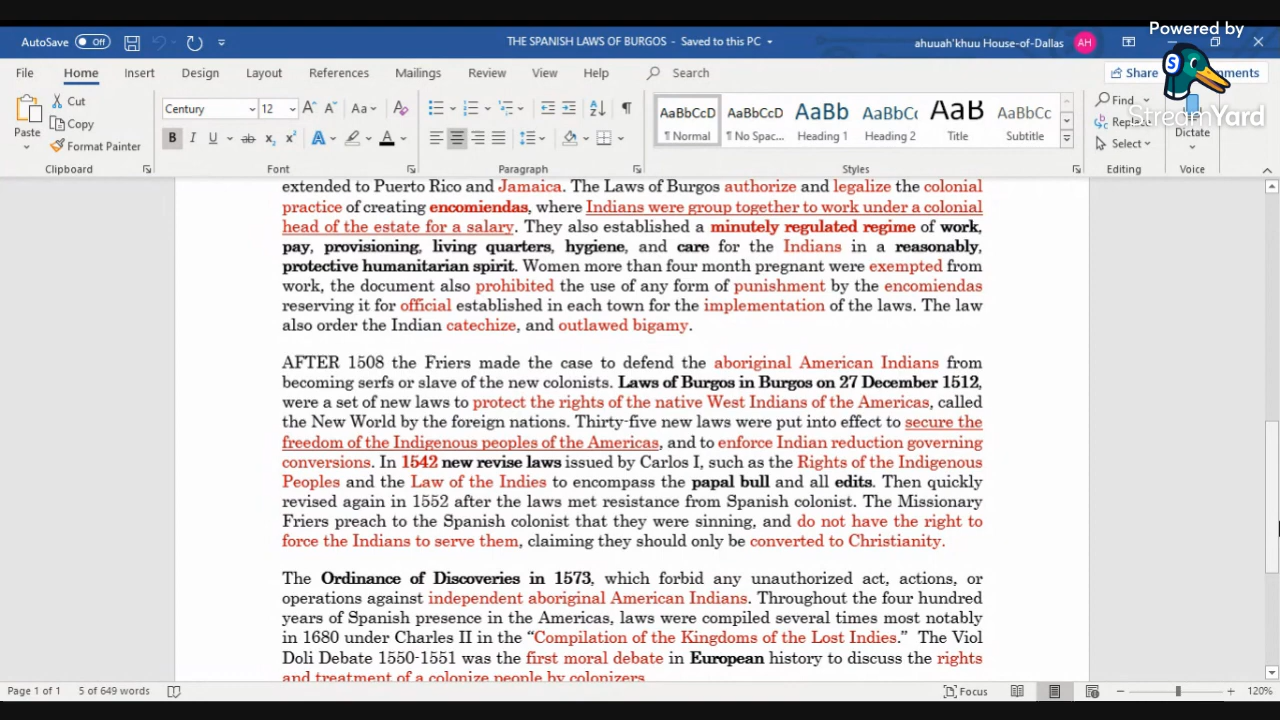 Powered by
AutoSave Off THE SPANISH LAWS OF BURGOS - Saved to this PC ahuuah'khuu House-of-Dallas AH
File Home Insert Design Layout References Mailings Review View Help Search Share Comments
StreamYard
Paste Cut Copy Format Painter
Century 12 Aa
B I U ab x₂ x² A A
AaBbCcD AaBbCcD AaBb AaBbCc AaB AaBbCc
¶ Normal ¶ No Spac... Heading 1 Heading 2 Title Subtitle
Find Replace Select Dictate
Clipboard Font Paragraph Styles Editing Voice
extended to Puerto Rico and Jamaica. The Laws of Burgos authorize and legalize the colonial
practice of creating encomiendas, where Indians were group together to work under a colonial
head of the estate for a salary. They also established a minutely regulated regime of work,
pay, provisioning, living quarters, hygiene, and care for the Indians in a reasonably,
protective humanitarian spirit. Women more than four month pregnant were exempted from
work, the document also prohibited the use of any form of punishment by the encomiendas
reserving it for official established in each town for the implementation of the laws. The law
also order the Indian catechize, and outlawed bigamy.
AFTER 1508 the Friers made the case to defend the aboriginal American Indians from
becoming serfs or slave of the new colonists. Laws of Burgos in Burgos on 27 December 1512,
were a set of new laws to protect the rights of the native West Indians of the Americas, called
the New World by the foreign nations. Thirty-five new laws were put into effect to secure the
freedom of the Indigenous peoples of the Americas, and to enforce Indian reduction governing
conversions. In 1542 new revise laws issued by Carlos I, such as the Rights of the Indigenous
Peoples and the Law of the Indies to encompass the papal bull and all edits. Then quickly
revised again in 1552 after the laws met resistance from Spanish colonist. The Missionary
Friers preach to the Spanish colonist that they were sinning, and do not have the right to
force the Indians to serve them, claiming they should only be converted to Christianity.
The Ordinance of Discoveries in 1573, which forbid any unauthorized act, actions, or
operations against independent aboriginal American Indians. Throughout the four hundred
years of Spanish presence in the Americas, laws were compiled several times most notably
in 1680 under Charles II in the “Compilation of the Kingdoms of the Lost Indies.” The Viol
Doli Debate 1550-1551 was the first moral debate in European history to discuss the rights
and treatment of a colonize people by colonizers.
Page 1 of 1 5 of 649 words Focus 120%